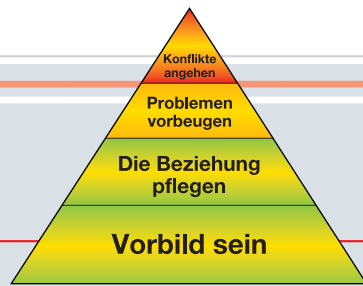 Konflikte
angehen
Problemen
vorbeugen
Die Beziehung
pflegen
Vorbild sein